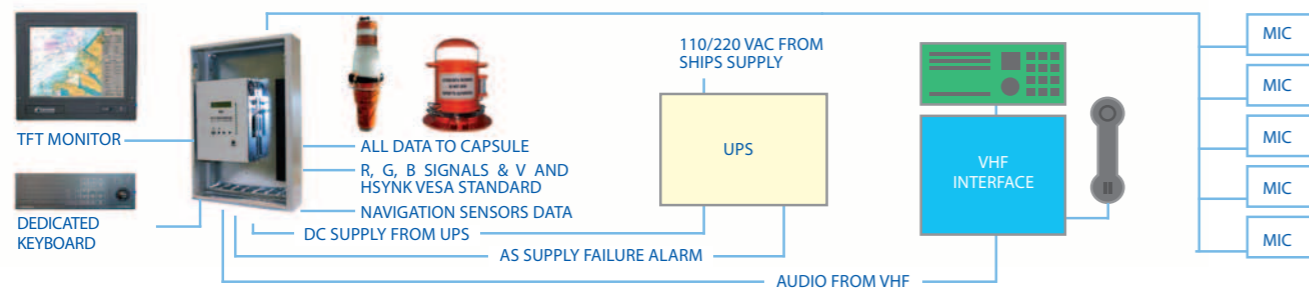 TFT MONITOR
DEDICATED
KEYBOARD
ALL DATA TO CAPSULE
R, G, B SIGNALS & V AND
HSYNK VESA STANDARD
NAVIGATION SENSORS DATA
DC SUPPLY FROM UPS
AS SUPPLY FAILURE ALARM
AUDIO FROM VHF
110/220 VAC FROM
SHIPS SUPPLY
UPS
VHF
INTERFACE
MIC
MIC
MIC
MIC
MIC